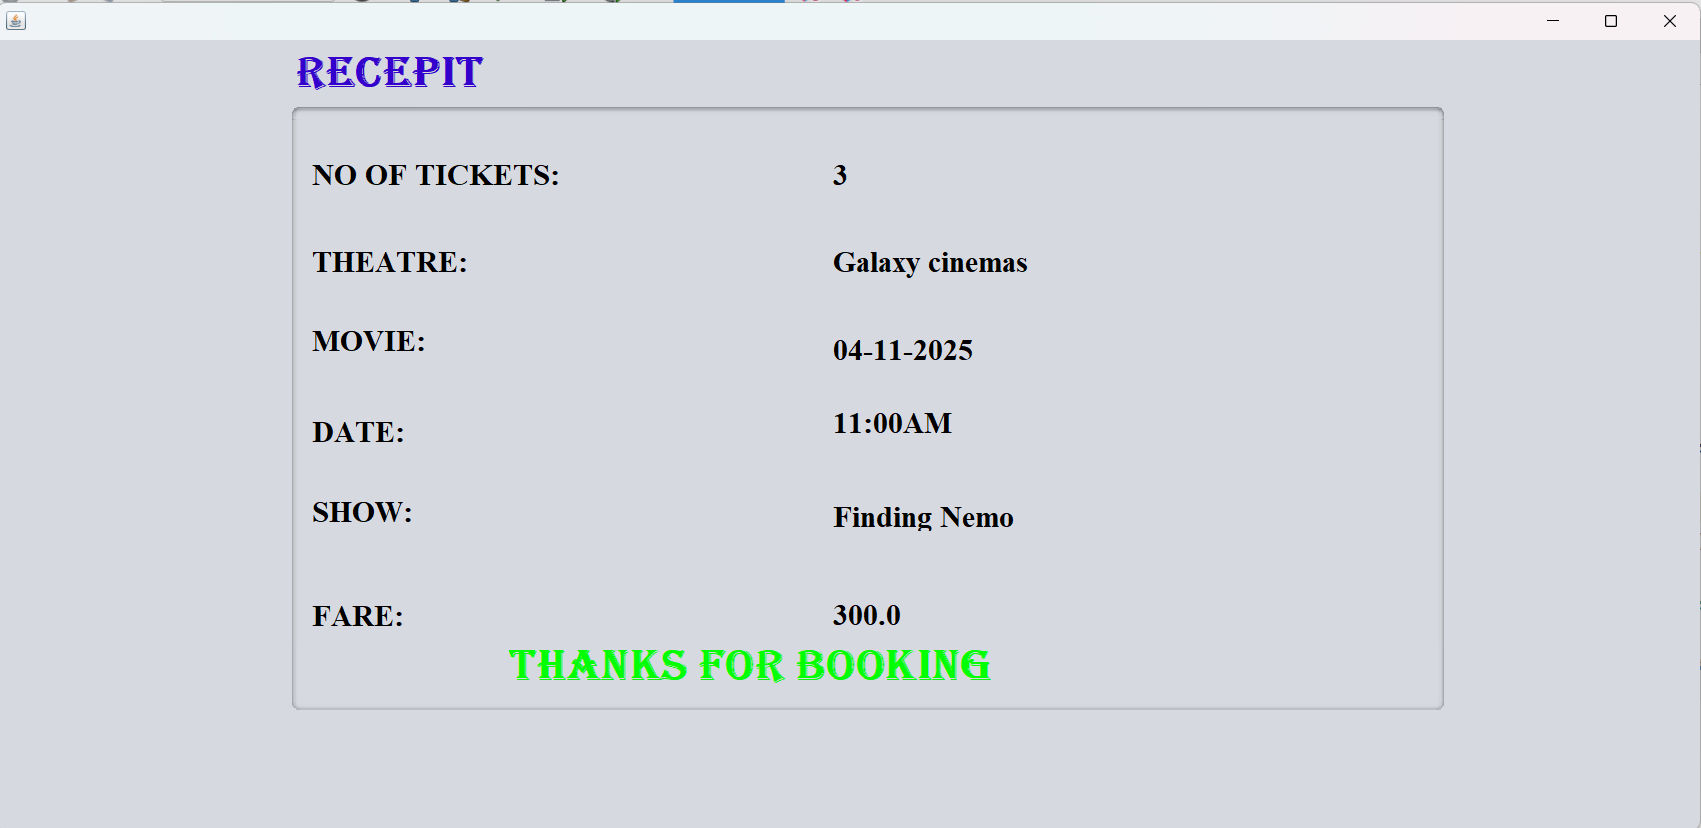 RECEPIT
NO OF TICKETS: 3
THEATRE: Galaxy cinemas
MOVIE: 04-11-2025
DATE: 11:00AM
SHOW: Finding Nemo
FARE: 300.0
THANKS FOR BOOKING